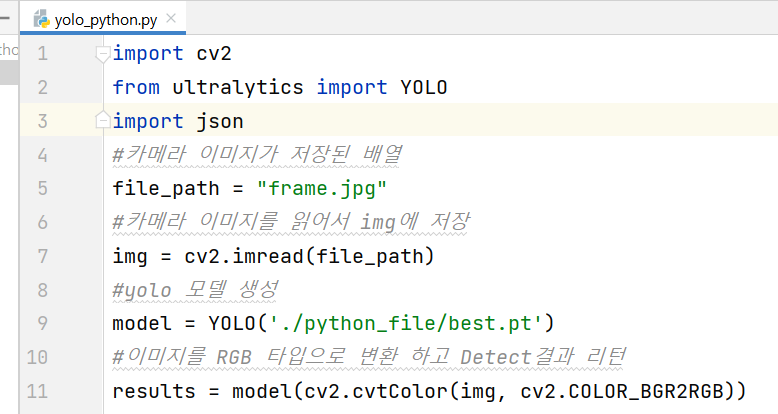 yolo_python.py
tho
1 import cv2
2 from ultralytics import YOLO
3 import json
4 #카메라 이미지가 저장된 배열
5 file_path = "frame.jpg"
6 #카메라 이미지를 읽어서 img에 저장
7 img = cv2.imread(file_path)
8 #yolo 모델 생성
9 model = YOLO('./python_file/best.pt')
10 #이미지를 RGB 타입으로 변환 하고 Detect결과 리턴
11 results = model(cv2.cvtColor(img, cv2.COLOR_BGR2RGB))